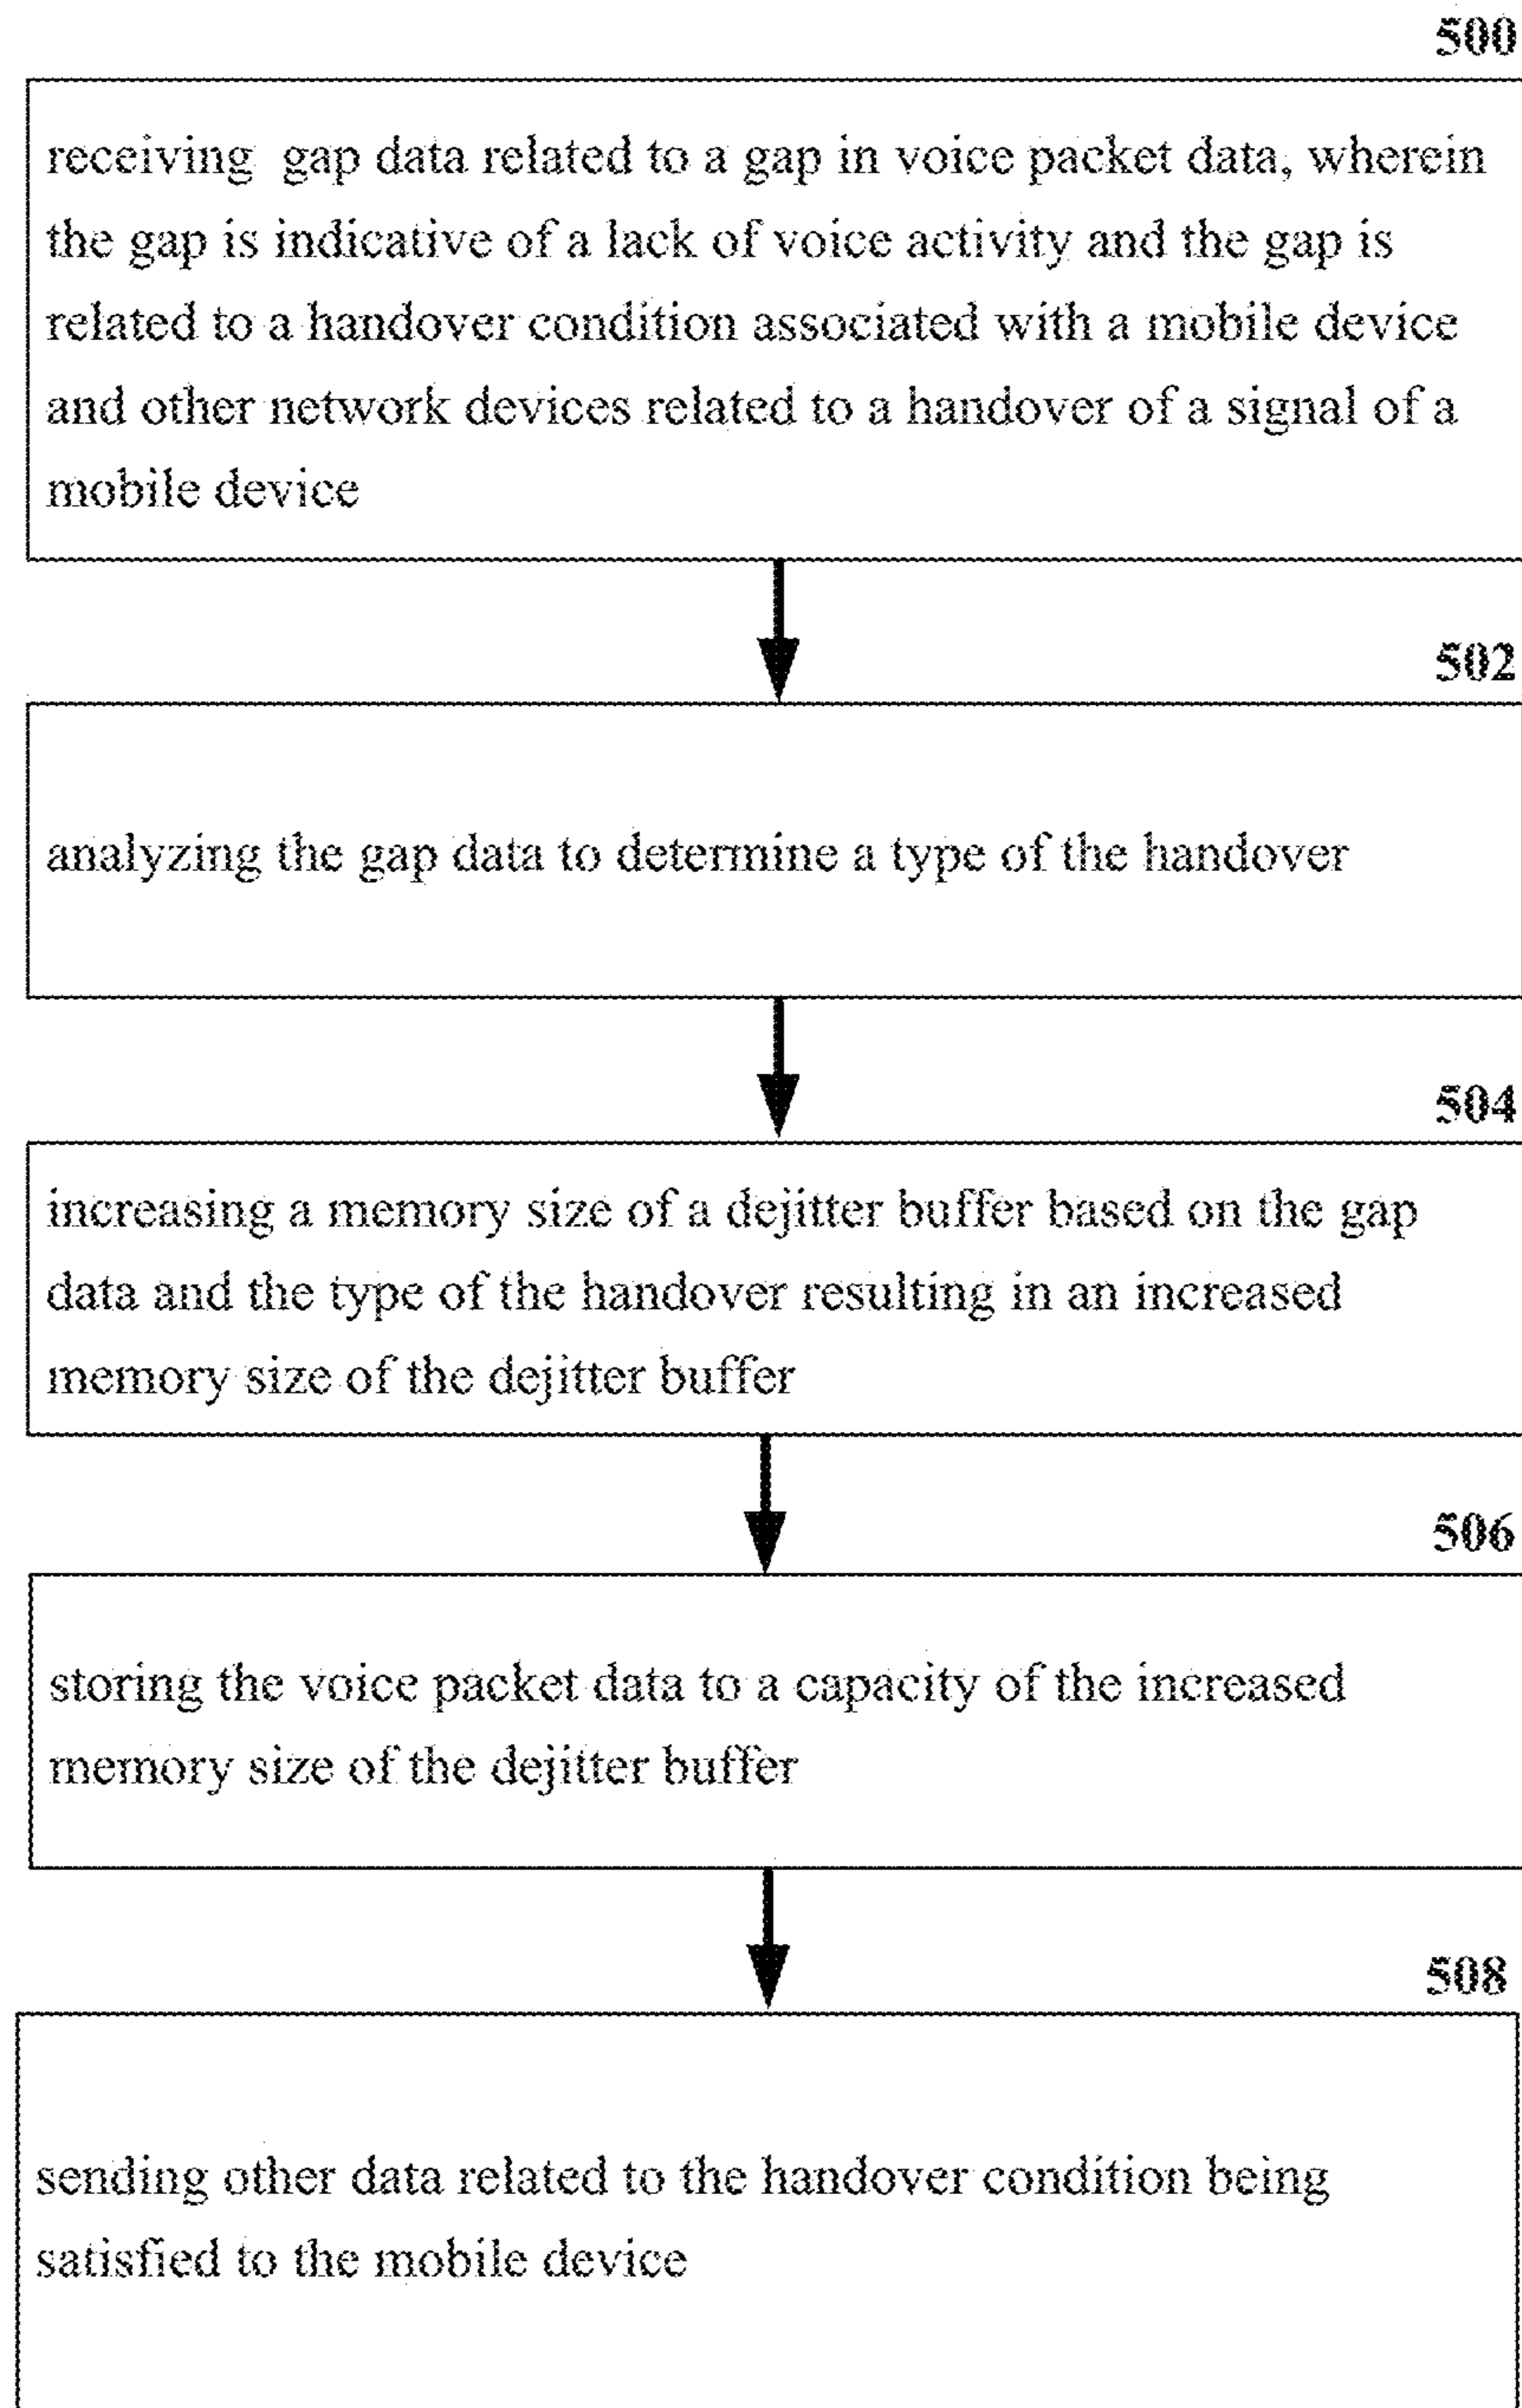 500
receiving gap data related to a gap in voice packet data, wherein
the gap is indicative of a lack of voice activity and the gap is
related to a handover condition associated with a mobile device
and other network devices related to a handover of a signal of a
mobile device
502
analyzing the gap data to determine a type of the handover
504
increasing a memory size of a dejitter buffer based on the gap
data and the type of the handover resulting in an increased
memory size of the dejitter buffer
506
storing the voice packet data to a capacity of the increased
memory size of the dejitter buffer
508
sending other data related to the handover condition being
satisfied to the mobile device